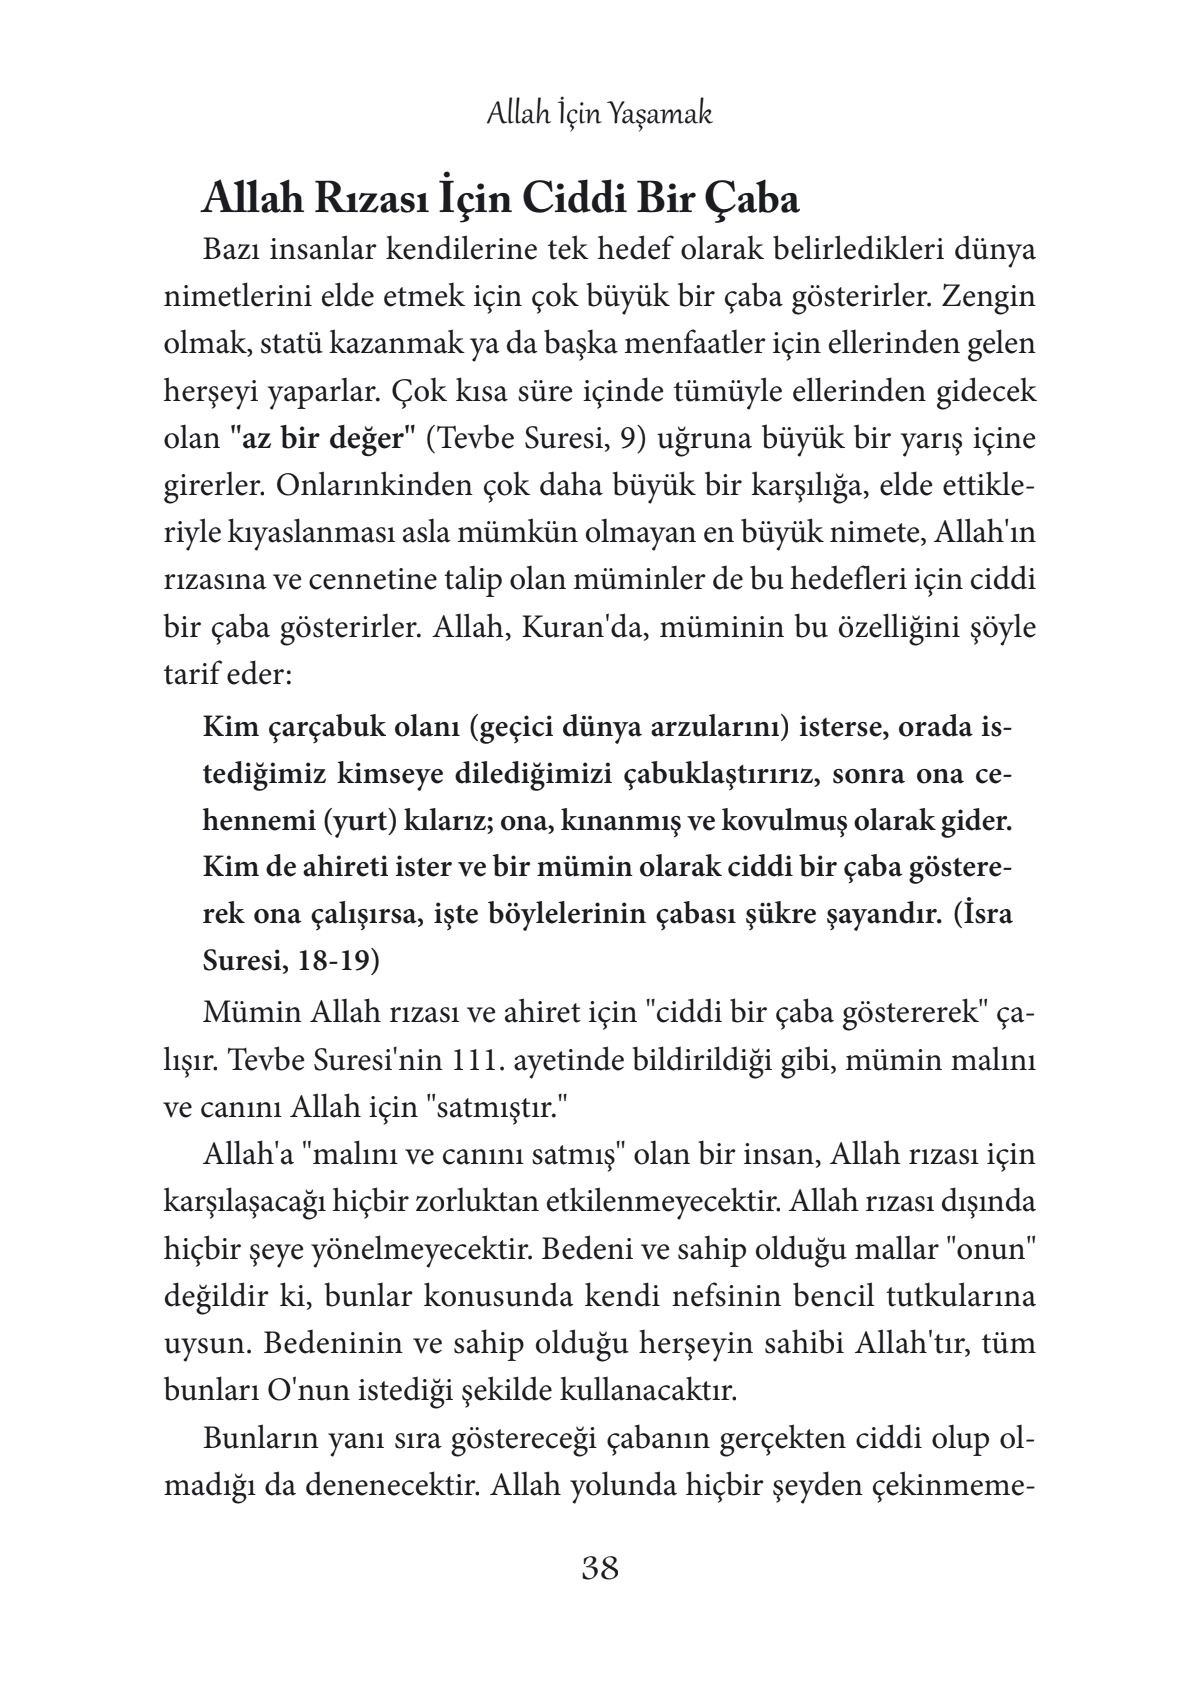 Allah İçin Yaşamak
Allah Rızası İçin Ciddi Bir Çaba
Bazı insanlar kendilerine tek hedef olarak belirledikleri dünya
nimetlerini elde etmek için çok büyük bir çaba gösterirler. Zengin
olmak, statü kazanmak ya da başka menfaatler için ellerinden gelen
herşeyi yaparlar. Çok kısa süre içinde tümüyle ellerinden gidecek
olan "az bir değer" (Tevbe Suresi, 9) uğruna büyük bir yarış içine
girerler. Onlarınkinden çok daha büyük bir karşılığa, elde ettikle-
riyle kıyaslanması asla mümkün olmayan en büyük nimete, Allah'ın
rızasına ve cennetine talip olan müminler de bu hedefleri için ciddi
bir çaba gösterirler. Allah, Kuran'da, müminin bu özelliğini şöyle
tarif eder:
Kim çarçabuk olanı (geçici dünya arzularını) isterse, orada is-
tediğimiz kimseye dilediğimizi çabuklaştırırız, sonra ona ce-
hennemi (yurt) kılarız; ona, kınanmış ve kovulmuş olarak gider.
Kim de ahireti ister ve bir mümin olarak ciddi bir çaba göstere-
rek ona çalışırsa, işte böylelerinin çabası şükre şayandır. (İsra
Suresi, 18-19)
Mümin Allah rızası ve ahiret için "ciddi bir çaba göstererek" ça-
lışır. Tevbe Suresi'nin 111. ayetinde bildirildiği gibi, mümin malını
ve canını Allah için "satmıştır."
Allah'a "malını ve canını satmış" olan bir insan, Allah rızası için
karşılaşacağı hiçbir zorluktan etkilenmeyecektir. Allah rızası dışında
hiçbir şeye yönelmeyecektir. Bedeni ve sahip olduğu mallar "onun"
değildir ki, bunlar konusunda kendi nefsinin bencil tutkularına
uysun. Bedeninin ve sahip olduğu herşeyin sahibi Allah'tır, tüm
bunları O'nun istediği şekilde kullanacaktır.
Bunların yanı sıra göstereceği çabanın gerçekten ciddi olup ol-
madığı da denenecektir. Allah yolunda hiçbir şeyden çekinmeme-
38